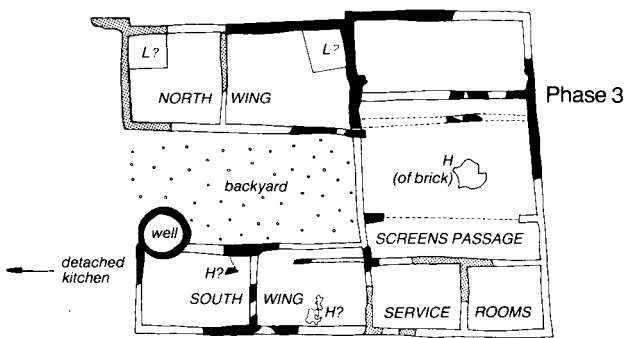 L?
L?
NORTH WING
Phase 3
H
(of brick)
backyard
well
SCREENS PASSAGE
detached
kitchen
H?
SOUTH WING
H?
SERVICE ROOMS